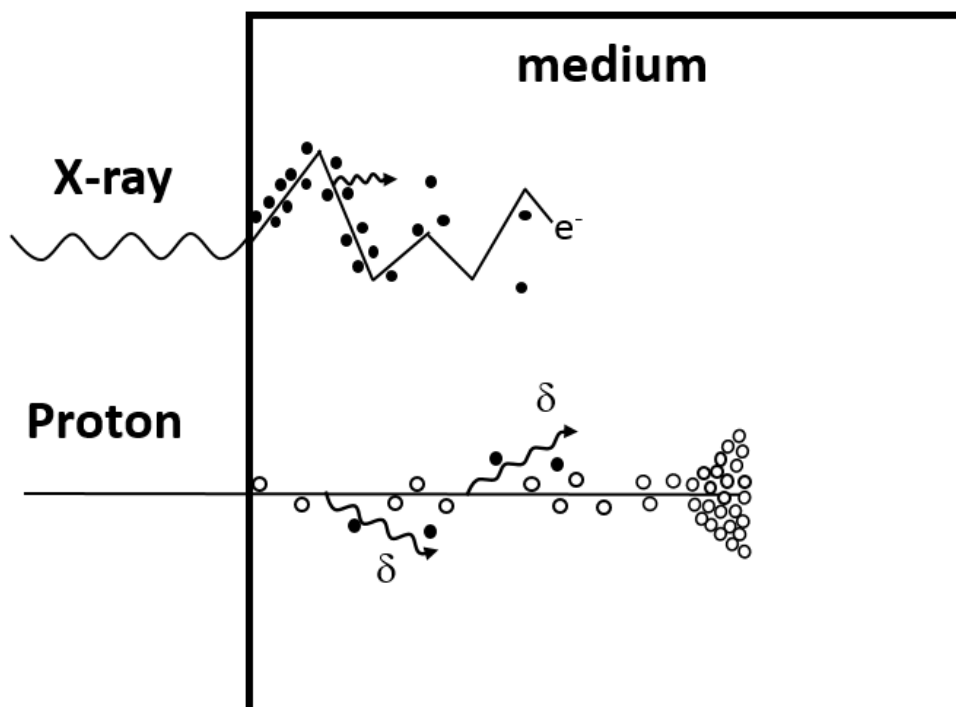 medium
X-ray
e⁻
Proton
δ
δ